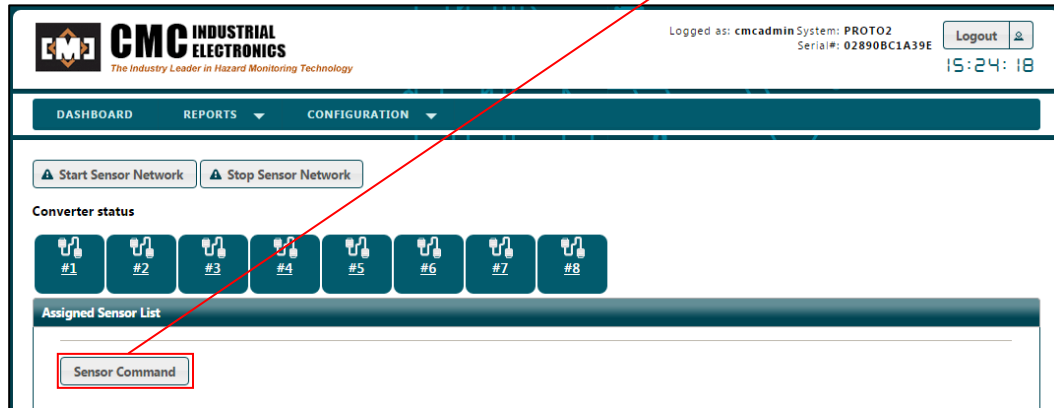 CMC INDUSTRIAL
ELECTRONICS
The Industry Leader in Hazard Monitoring Technology
Logged as: cmcadmin System: PROTO2
Serial#: 02890BC1A39E
Logout
15:24:18
DASHBOARD REPORTS CONFIGURATION
Start Sensor Network Stop Sensor Network
Converter status
#1 #2 #3 #4 #5 #6 #7 #8
Assigned Sensor List
Sensor Command